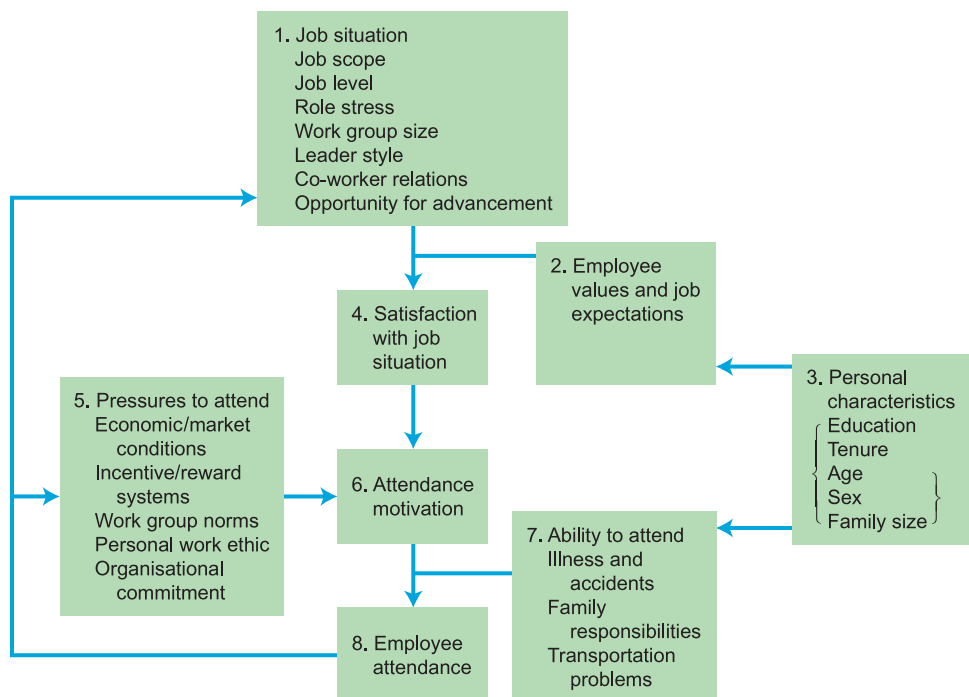 1. Job situation
Job scope
Job level
Role stress
Work group size
Leader style
Co-worker relations
Opportunity for advancement
2. Employee
values and job
expectations
4. Satisfaction
with job
situation
3. Personal
characteristics
Education
Tenure
Age
Sex
Family size
5. Pressures to attend
Economic/market
conditions
Incentive/reward
systems
Work group norms
Personal work ethic
Organisational
commitment
6. Attendance
motivation
7. Ability to attend
Illness and
accidents
Family
responsibilities
Transportation
problems
8. Employee
attendance